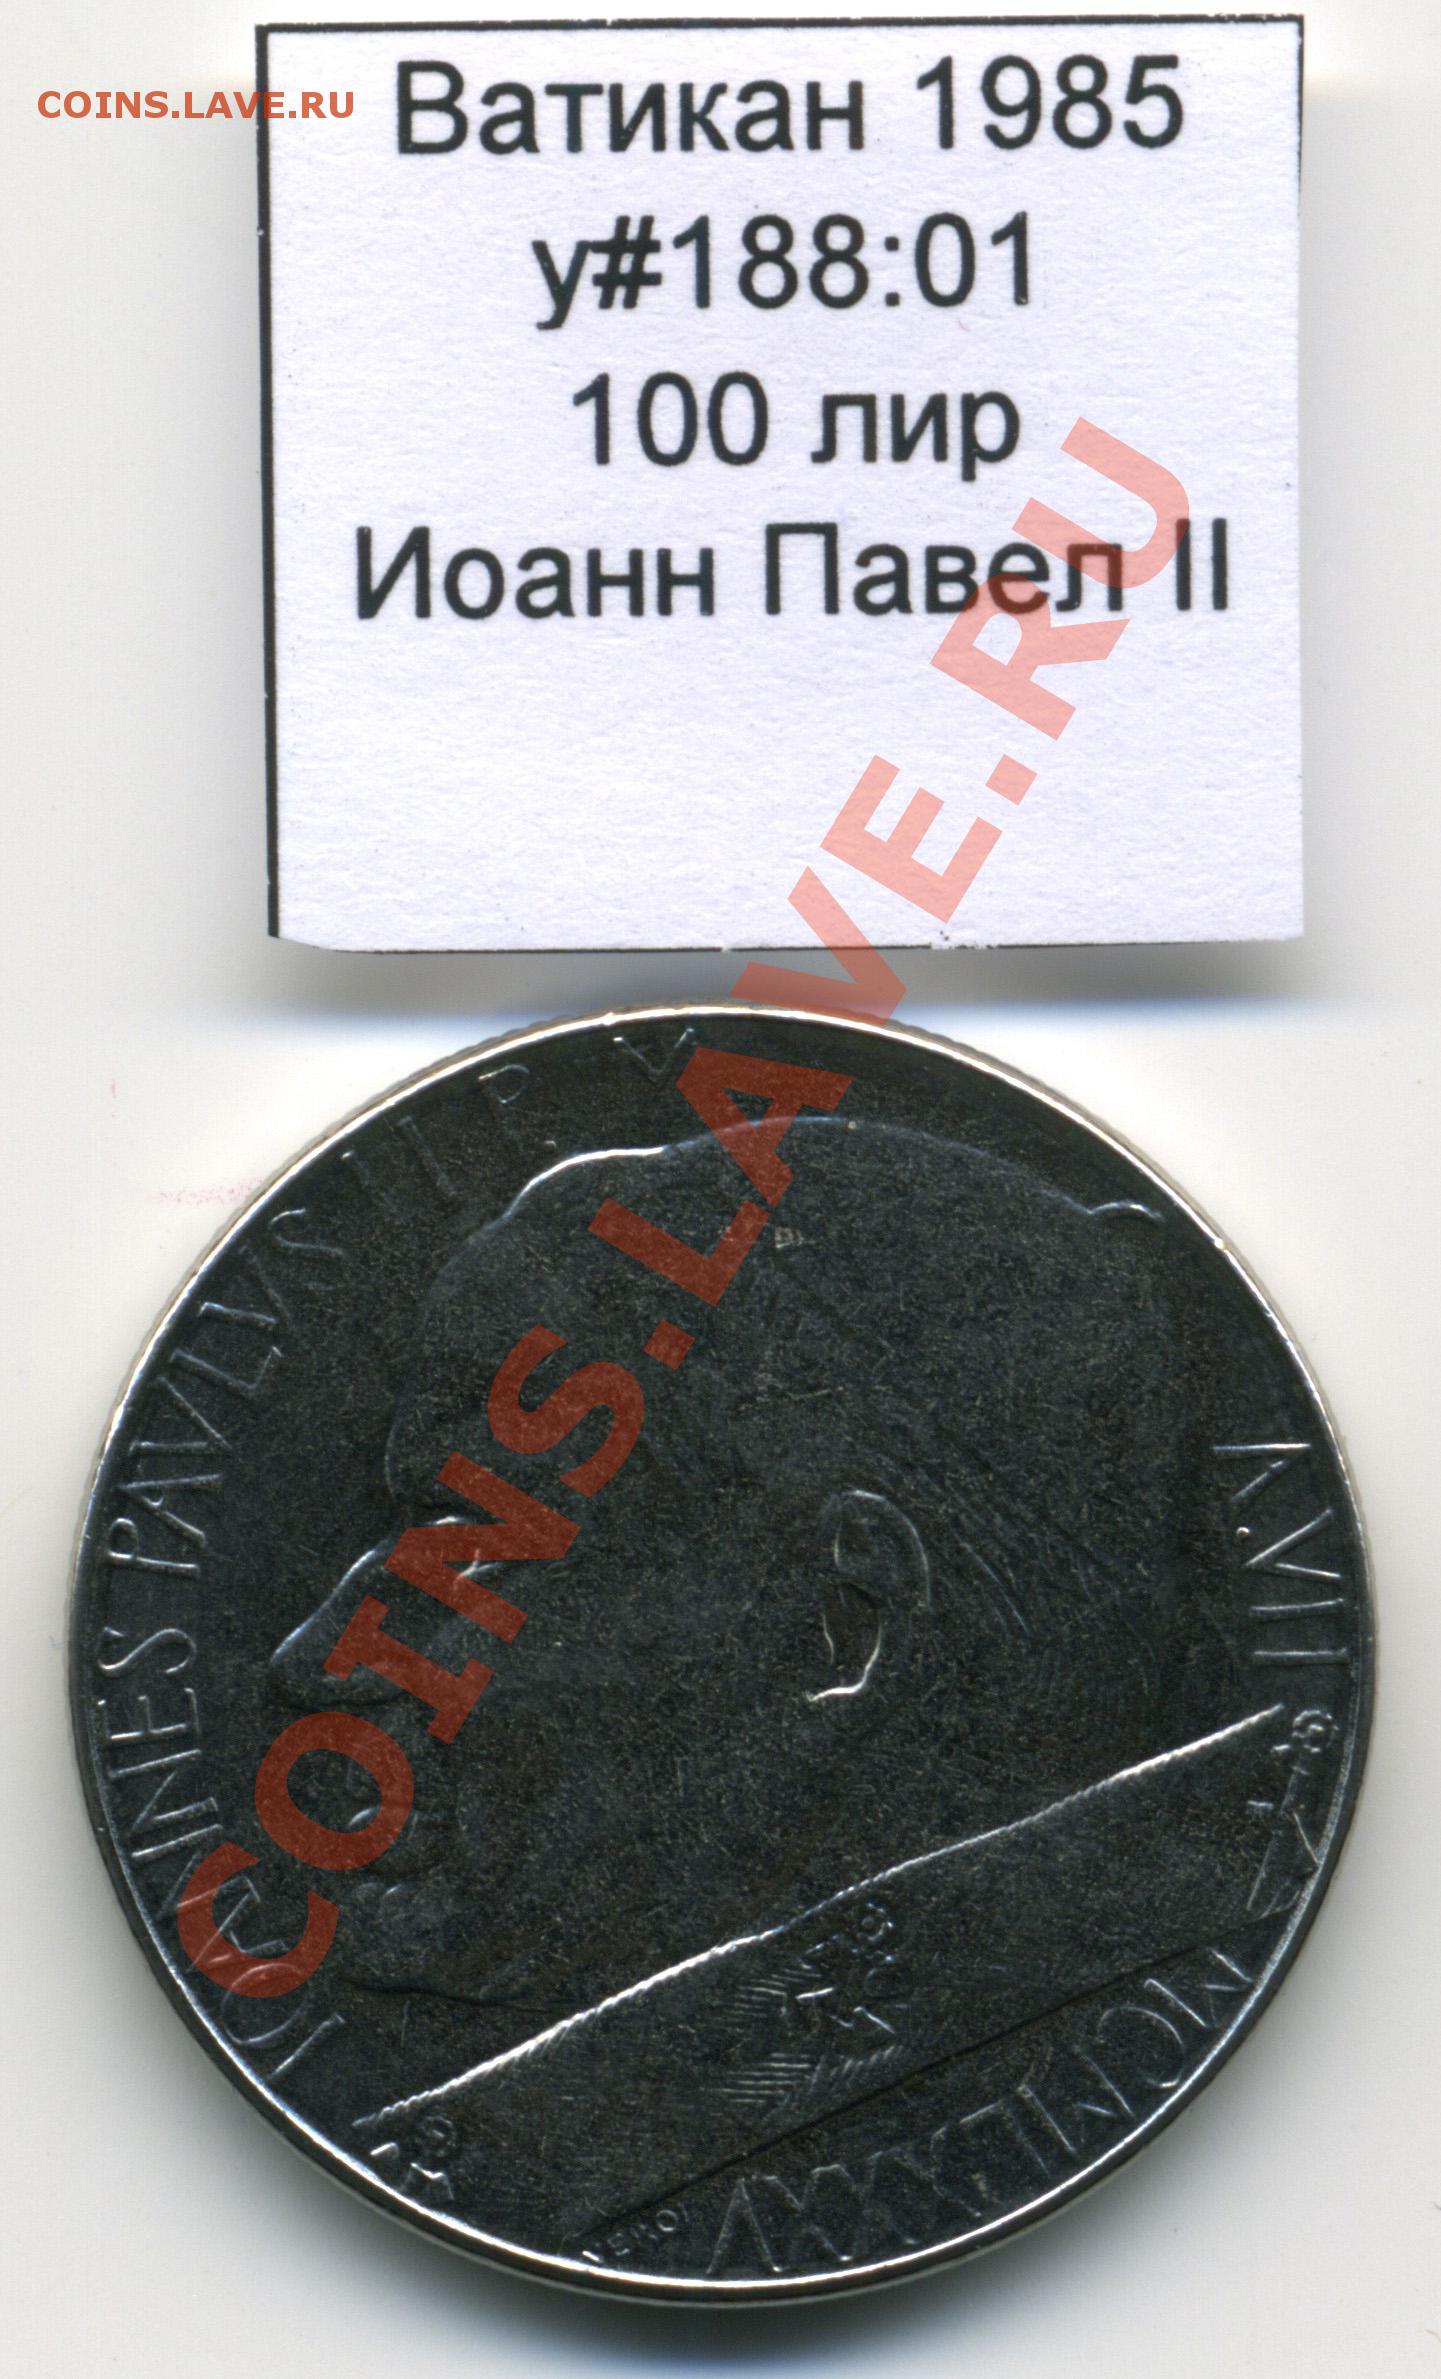 COINS.LAVE.RU
Ватикан 1985
y#188:01
100 лир
Иоанн Павел II
COINS.LAVE.RU
IOANNES PAVLVS II P. V
A.VII
MCMLXXXV